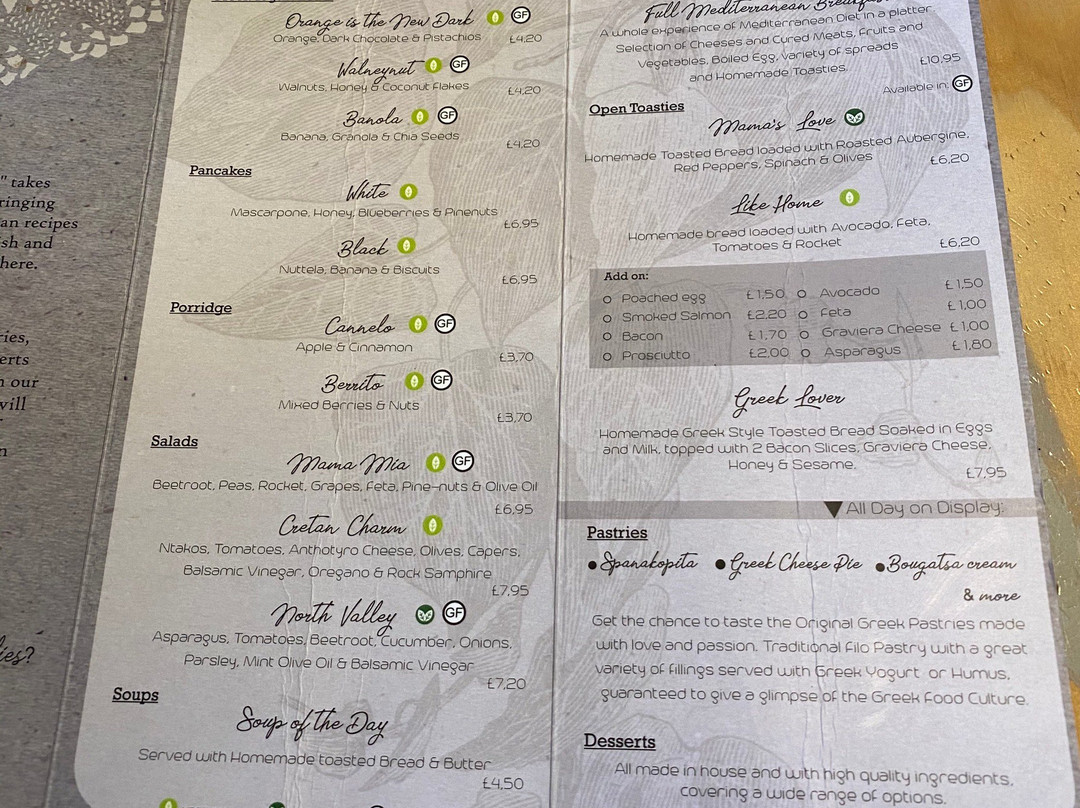 " takes
ringing
an recipes
sh and
here.
ries,
erts
n our
will
n
ies?
Orange is the New Dark GF
Orange, Dark Chocolate & Pistachios £4,20
Walneynut GF
Walnuts, Honey & Coconut Flakes £4,20
Banola GF
Banana, Granola & Chia Seeds £4,20
Pancakes
White
Mascarpone, Honey, Blueberries & Pinenuts £6,95
Black
Nuttela, Banana & Biscuits £6,95
Porridge
Cannelo GF
Apple & Cinnamon £3,70
Berrito GF
Mixed Berries & Nuts £3,70
Salads
Mama Mia GF
Beetroot, Peas, Rocket, Grapes, Feta, Pine-nuts & Olive Oil
£6,95
Cretan Charm
Ntakos, Tomatoes, Anthotyro Cheese, Olives, Capers,
Balsamic Vinegar, Oregano & Rock Samphire
£7,95
North Valley GF
Asparagus, Tomatoes, Beetroot, Cucumber, Onions,
Parsley, Mint Olive Oil & Balsamic Vinegar
£7,20
Soups
Soup of the Day
Served with Homemade toasted Bread & Butter
£4,50
Full Mediterranean Breakfast
A whole experience of Mediterranean Diet in a platter.
Selection of Cheeses and Cured Meats, Fruits and
Vegetables, Boiled Egg, Variety of spreads
and Homemade Toasties. £10,95
Available in: GF
Open Toasties
Mama's Love
Homemade Toasted Bread loaded with Roasted Aubergine,
Red Peppers, Spinach & Olives £6,20
Like Home
Homemade bread loaded with Avocado, Feta,
Tomatoes & Rocket £6,20
Add on:
Poached egg £1,50 Avocado £1,50
Smoked Salmon £2,20 Feta £1,00
Bacon £1,70 Graviera Cheese £1,00
Prosciutto £2,00 Asparagus £1,80
Greek Lover
Homemade Greek Style Toasted Bread Soaked in Eggs
and Milk, topped with 2 Bacon Slices, Graviera Cheese,
Honey & Sesame. £7,95
All Day on Display:
Pastries
• Spanakopita • Greek Cheese Pie • Bougatsa cream
& more
Get the chance to taste the Original Greek Pastries made
with love and passion. Traditional Filo Pastry with a great
variety of fillings served with Greek Yogurt or Humus,
guaranteed to give a glimpse of the Greek Food Culture.
Desserts
All made in house and with high quality ingredients,
covering a wide range of options.